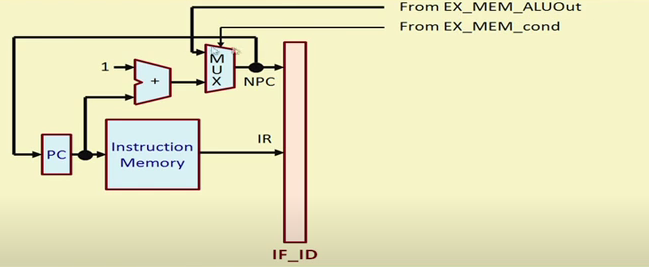 From EX_MEM_ALUOut
From EX_MEM_cond
1
+
MUX
NPC
PC
Instruction
Memory
IR
IF_ID